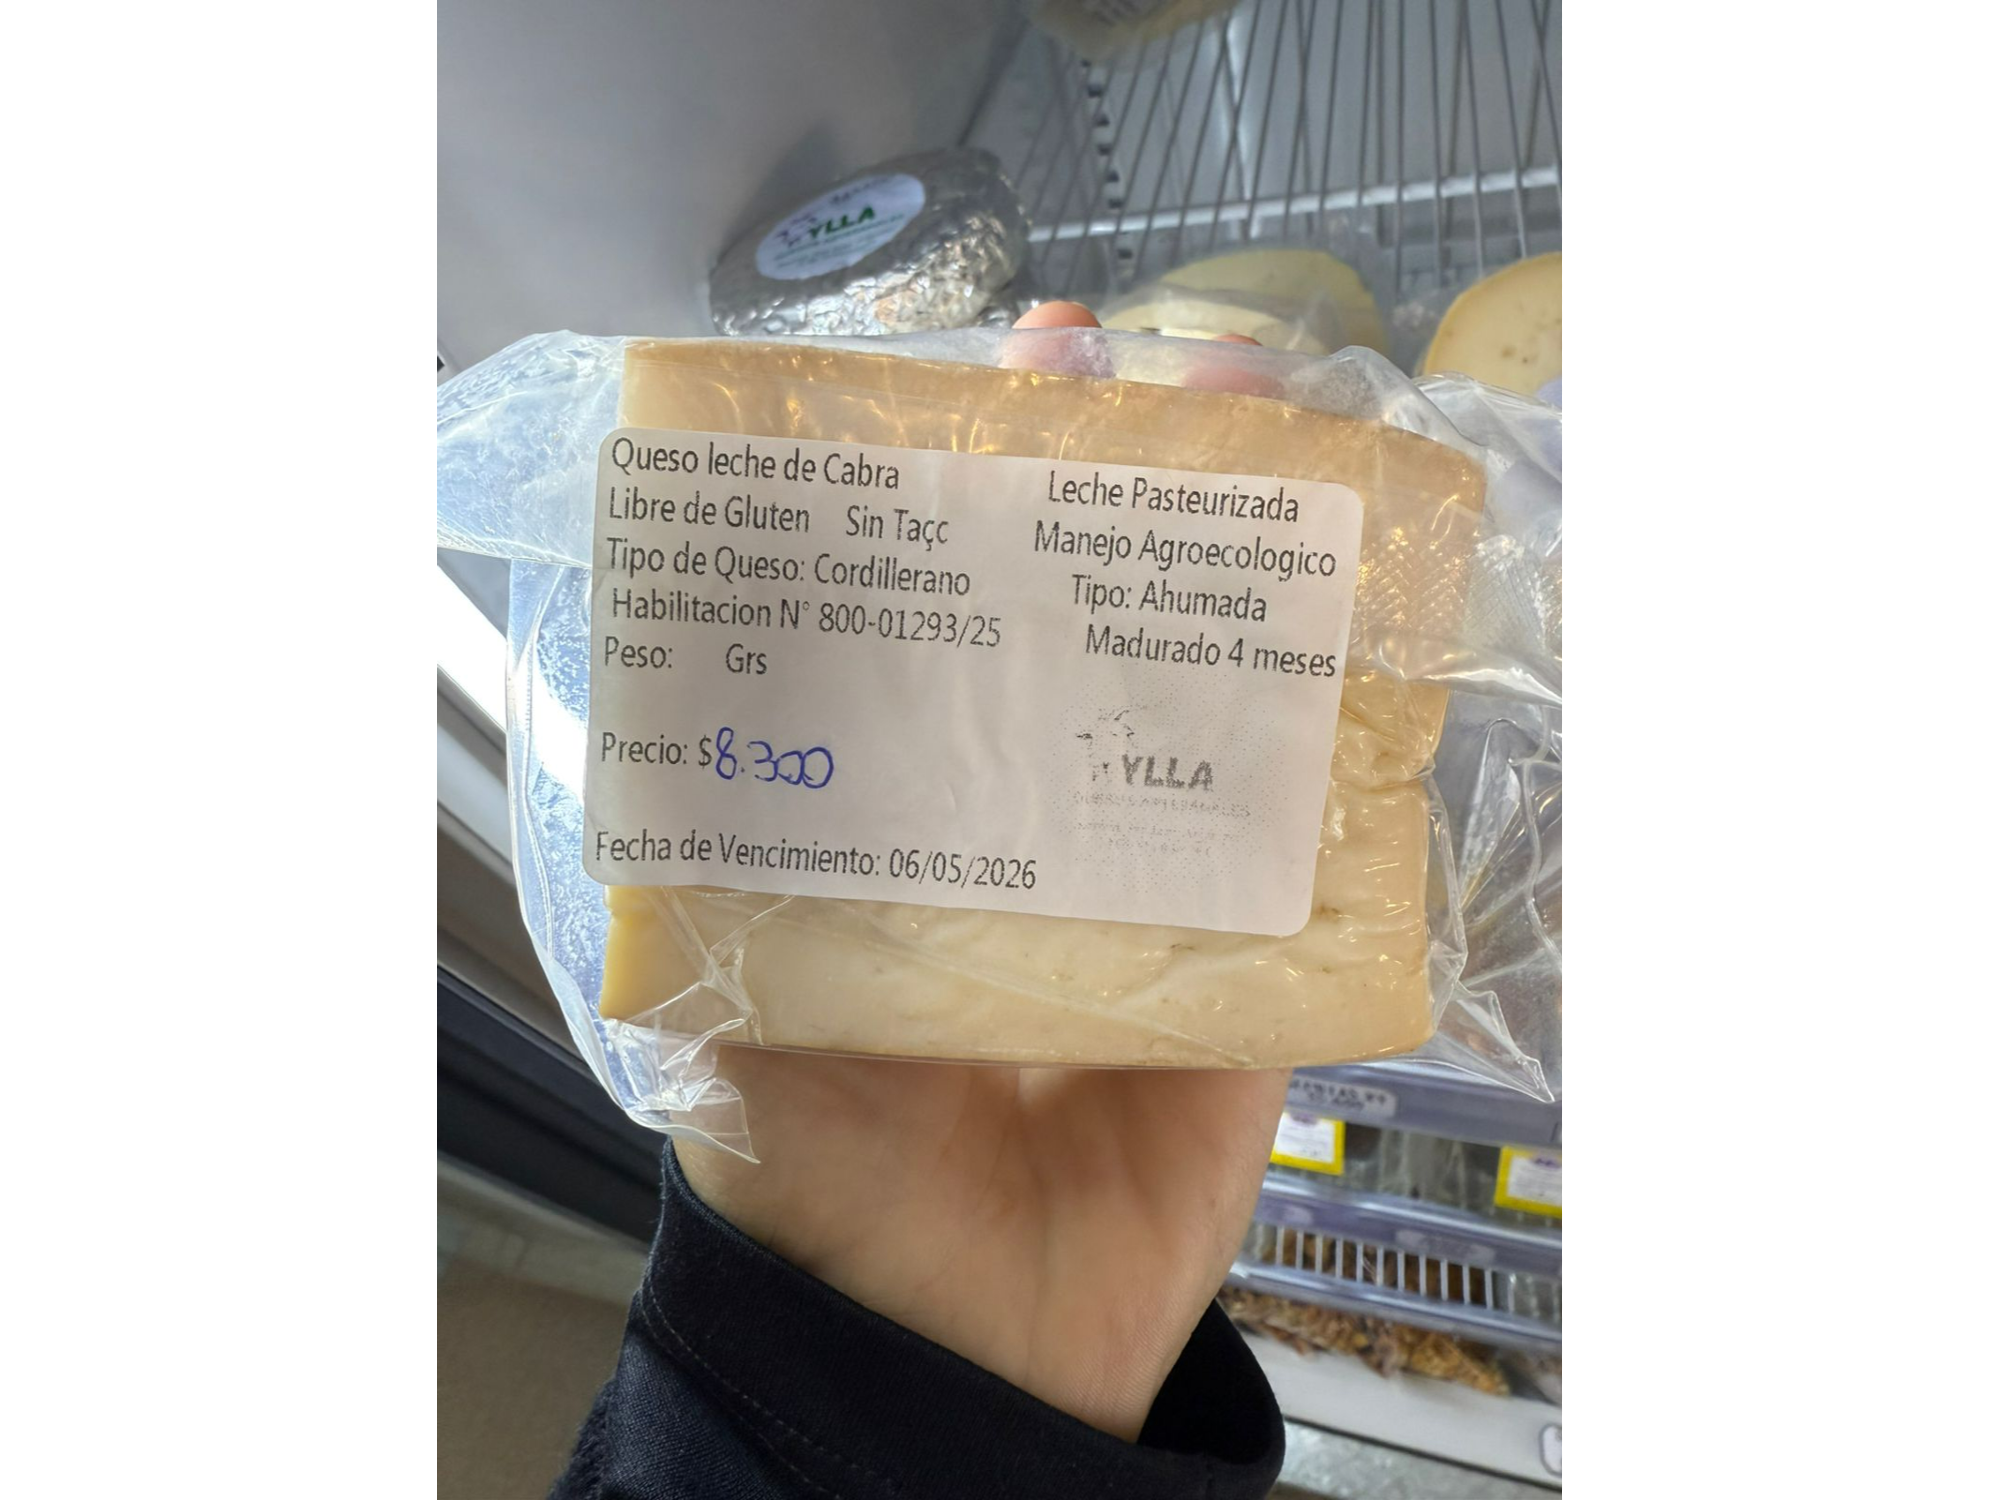 YLLA
Queso leche de Cabra
Libre de Gluten Sin Taçc
Tipo de Queso: Cordillerano
Habilitacion N° 800-01293/25
Peso: Grs
Precio: $8.300
Fecha de Vencimiento: 06/05/2026
Leche Pasteurizada
Manejo Agroecologico
Tipo: Ahumada
Madurado 4 meses
YLLA